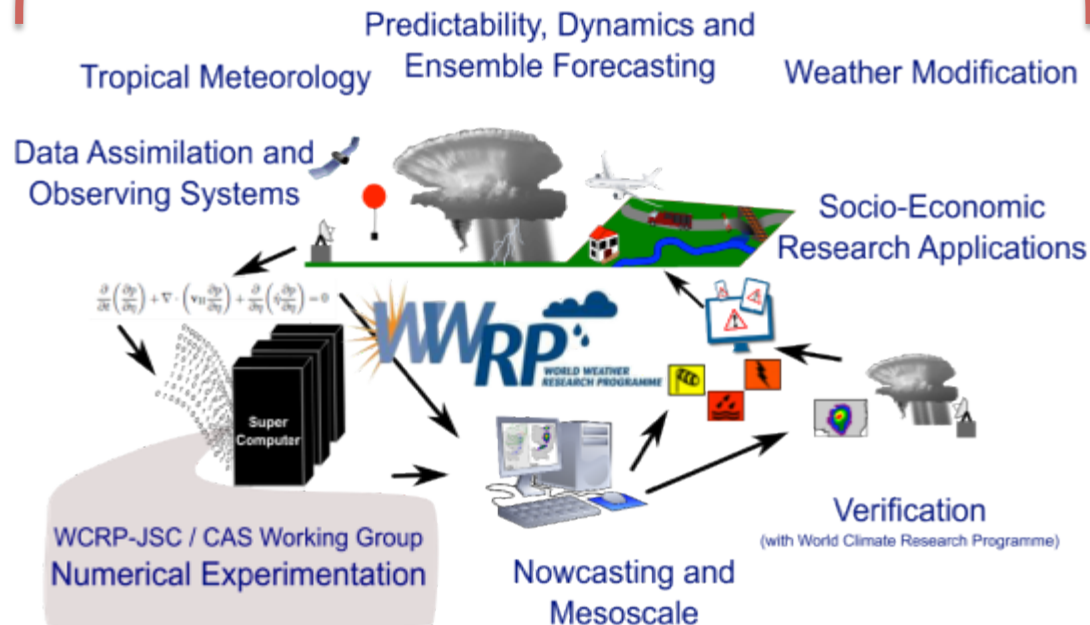 Predictability, Dynamics and
Ensemble Forecasting
Tropical Meteorology
Weather Modification
Data Assimilation and
Observing Systems
Socio-Economic
Research Applications
WWRP
WORLD WEATHER
RESEARCH PROGRAMME
Super
Computer
WCRP-JSC / CAS Working Group
Numerical Experimentation
Verification
(with World Climate Research Programme)
Nowcasting and
Mesoscale